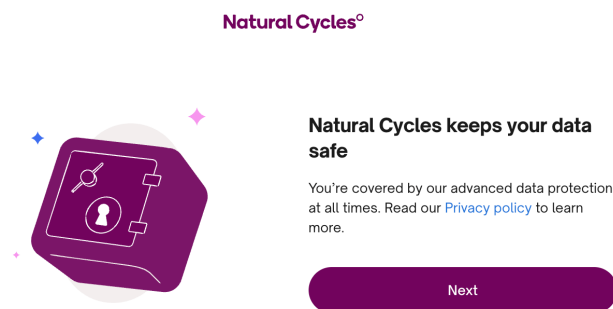 Natural Cycles°
Natural Cycles keeps your data
safe
You’re covered by our advanced data protection
at all times. Read our Privacy policy to learn
more.
Next